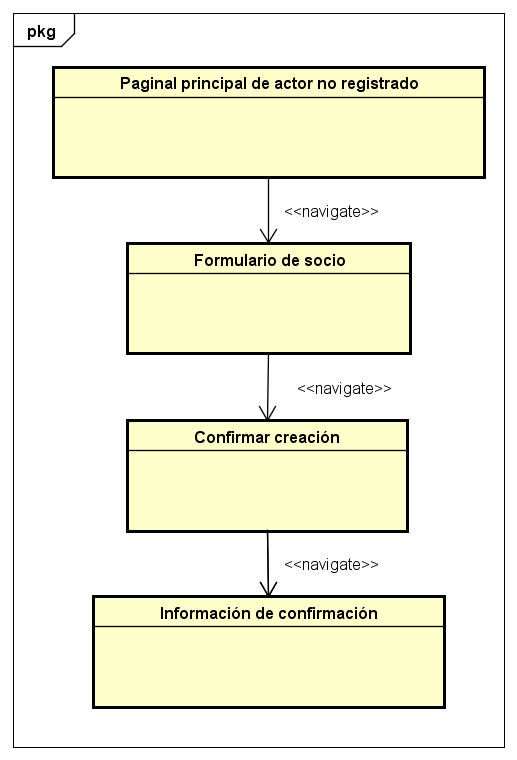 pkg
Paginal principal de actor no registrado
<<navigate>>
Formulario de socio
<<navigate>>
Confirmar creación
<<navigate>>
Información de confirmación